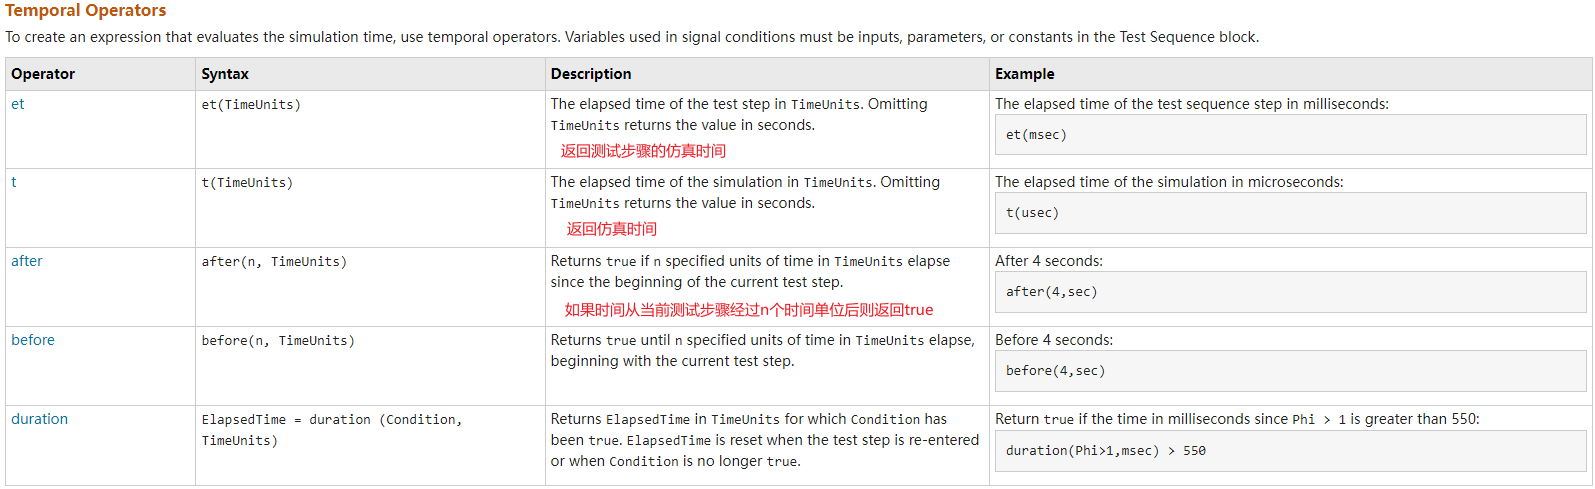 Temporal Operators
To create an expression that evaluates the simulation time, use temporal operators. Variables used in signal conditions must be inputs, parameters, or constants in the Test Sequence block.
Operator Syntax Description Example
et
et(TimeUnits)
The elapsed time of the test step in TimeUnits. Omitting
TimeUnits returns the value in seconds.
返回测试步骤的仿真时间
The elapsed time of the test sequence step in milliseconds:
et(msec)
t
t(TimeUnits)
The elapsed time of the simulation in TimeUnits. Omitting
TimeUnits returns the value in seconds.
返回仿真时间
The elapsed time of the simulation in microseconds:
t(usec)
after
after(n, TimeUnits)
Returns true if n specified units of time in TimeUnits elapse
since the beginning of the current test step.
如果时间从当前测试步骤经过n个时间单位后则返回true
After 4 seconds:
after(4,sec)
before
before(n, TimeUnits)
Returns true until n specified units of time in TimeUnits elapse,
beginning with the current test step.
Before 4 seconds:
before(4,sec)
duration
ElapsedTime = duration (Condition,
TimeUnits)
Returns ElapsedTime in TimeUnits for which Condition has
been true. ElapsedTime is reset when the test step is re-entered
or when Condition is no longer true.
Return true if the time in milliseconds since Phi > 1 is greater than 550:
duration(Phi>1,msec) > 550